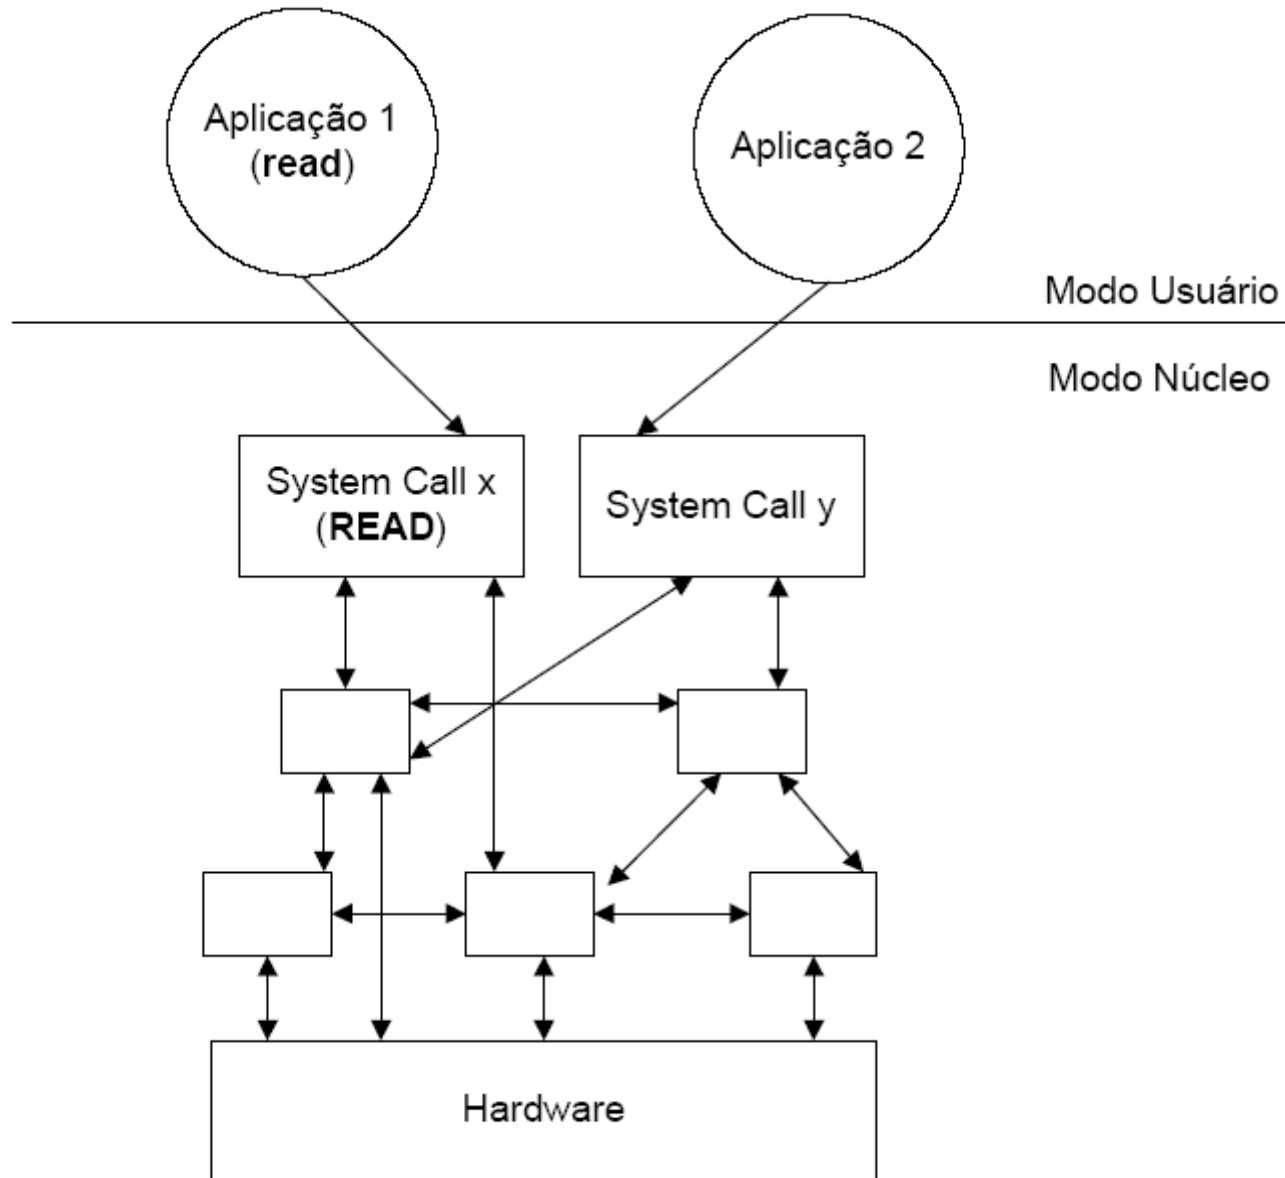 Aplicação 1
(read)
Aplicação 2
Modo Usuário
Modo Núcleo
System Call x
(READ)
System Call y
Hardware